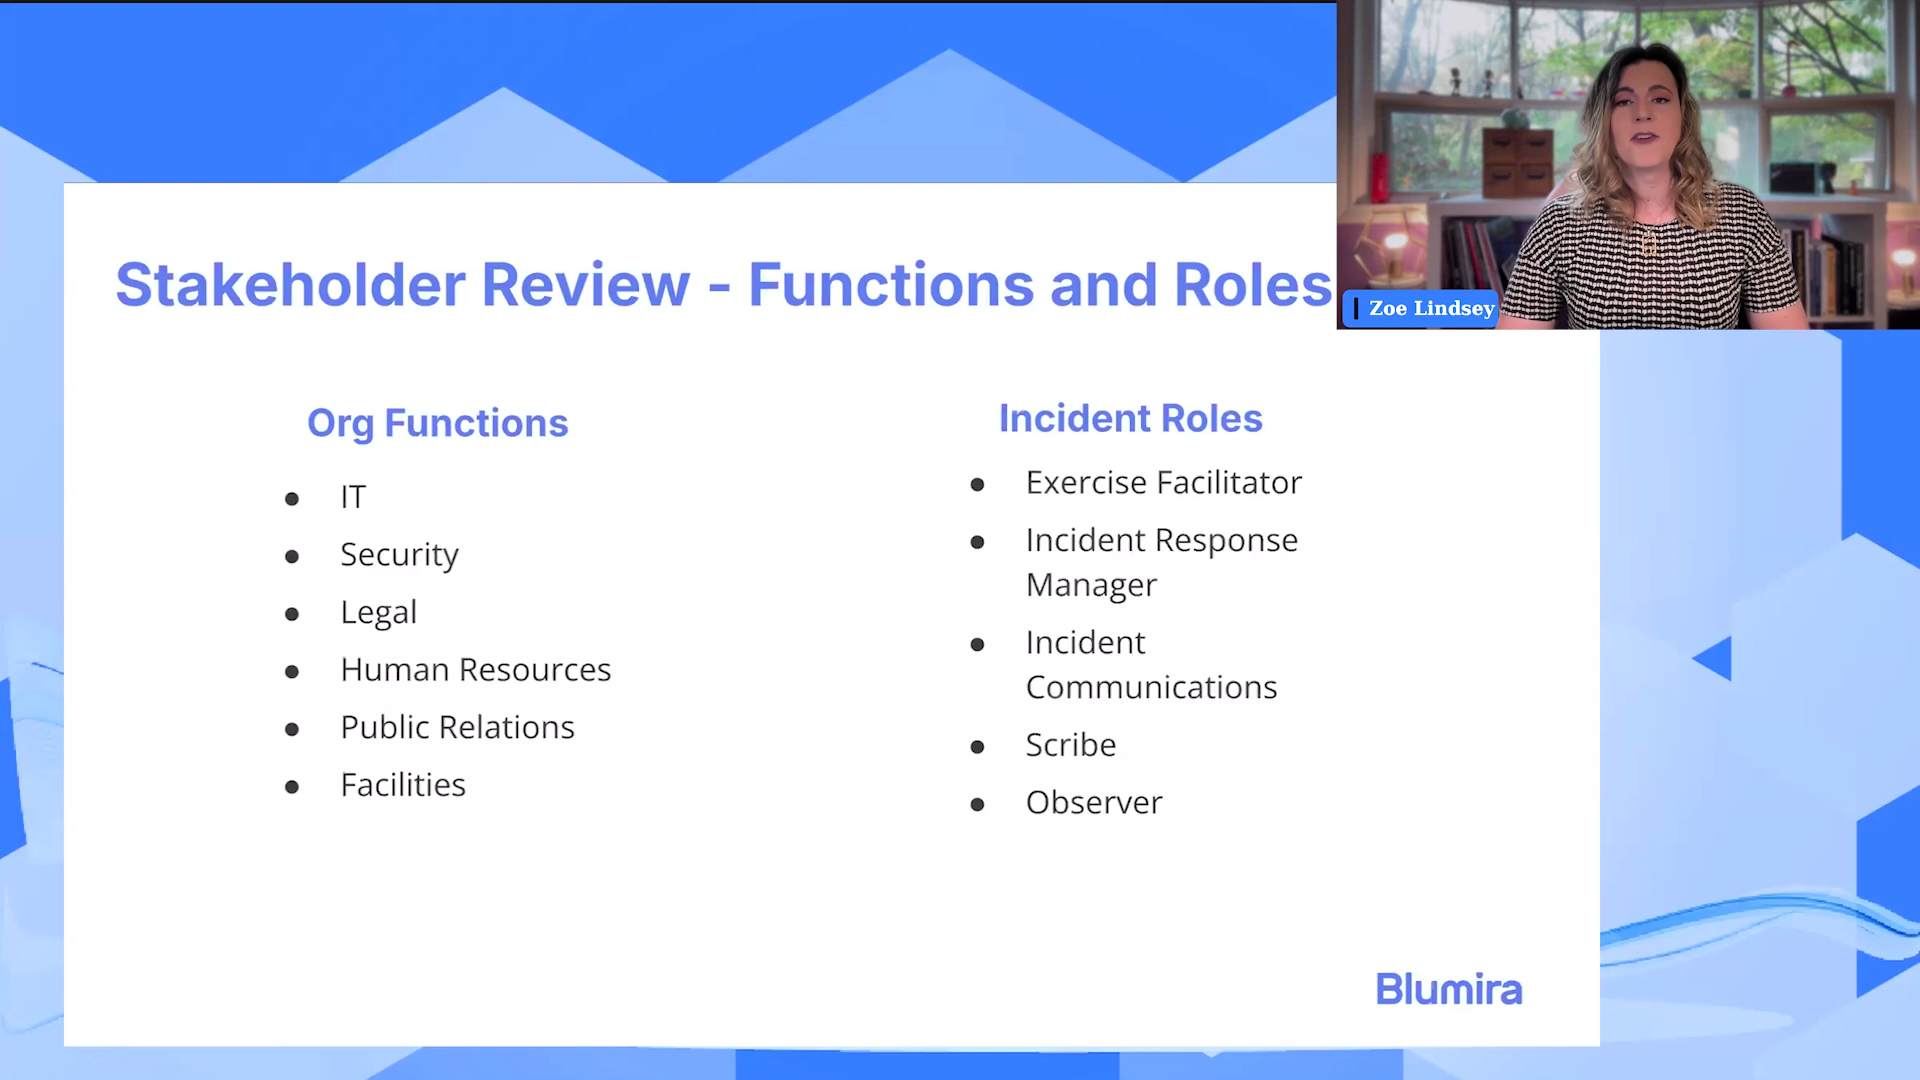 Stakeholder Review - Functions and Roles
Zoe Lindsey
Org Functions
● IT
● Security
● Legal
● Human Resources
● Public Relations
● Facilities
Incident Roles
● Exercise Facilitator
● Incident Response
Manager
● Incident
Communications
● Scribe
● Observer
Blumira